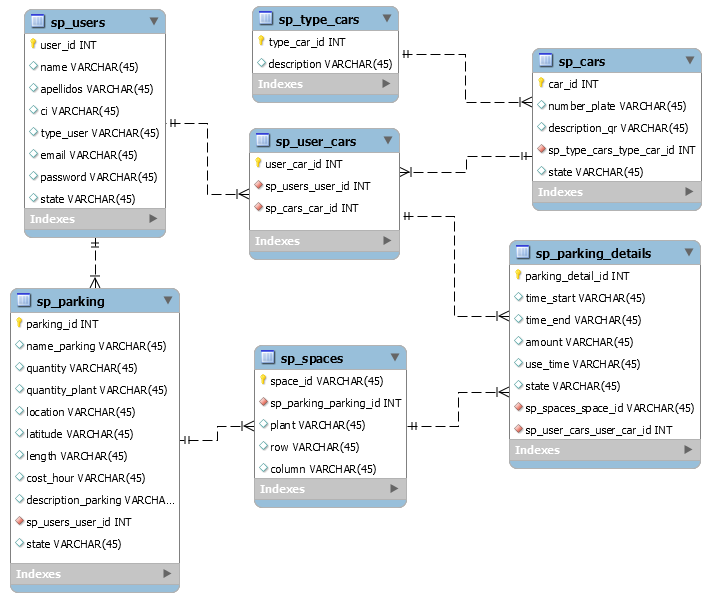 sp_users
user_id INT
name VARCHAR(45)
apellidos VARCHAR(45)
ci VARCHAR(45)
type_user VARCHAR(45)
email VARCHAR(45)
password VARCHAR(45)
state VARCHAR(45)
Indexes
sp_type_cars
type_car_id INT
description VARCHAR(45)
Indexes
sp_cars
car_id INT
number_plate VARCHAR(45)
description_qr VARCHAR(45)
sp_type_cars_type_car_id INT
state VARCHAR(45)
Indexes
sp_user_cars
user_car_id INT
sp_users_user_id INT
sp_cars_car_id INT
Indexes
sp_parking_details
parking_detail_id INT
time_start VARCHAR(45)
time_end VARCHAR(45)
amount VARCHAR(45)
use_time VARCHAR(45)
state VARCHAR(45)
sp_spaces_space_id VARCHAR(45)
sp_user_cars_user_car_id INT
Indexes
sp_parking
parking_id INT
name_parking VARCHAR(45)
quantity VARCHAR(45)
quantity_plant VARCHAR(45)
location VARCHAR(45)
latitude VARCHAR(45)
length VARCHAR(45)
cost_hour VARCHAR(45)
description_parking VARCHA...
sp_users_user_id INT
state VARCHAR(45)
Indexes
sp_spaces
space_id VARCHAR(45)
sp_parking_parking_id INT
plant VARCHAR(45)
row VARCHAR(45)
column VARCHAR(45)
Indexes